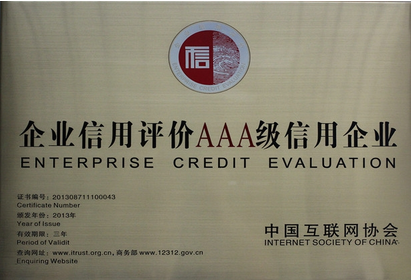 信
企业信用评价AAA级信用企业
ENTERPRISE CREDIT EVALUATION
证书编号：201308711100043
Certificate Number
颁发年份：2013年
Year of Issue
有效期限：三年
Period of Validit
查询网址：www.itrust.org.cn，商务部 www.12312.gov.cn
Enquiring Website
中国互联网协会
INTERNET SOCIETY OF CHINA